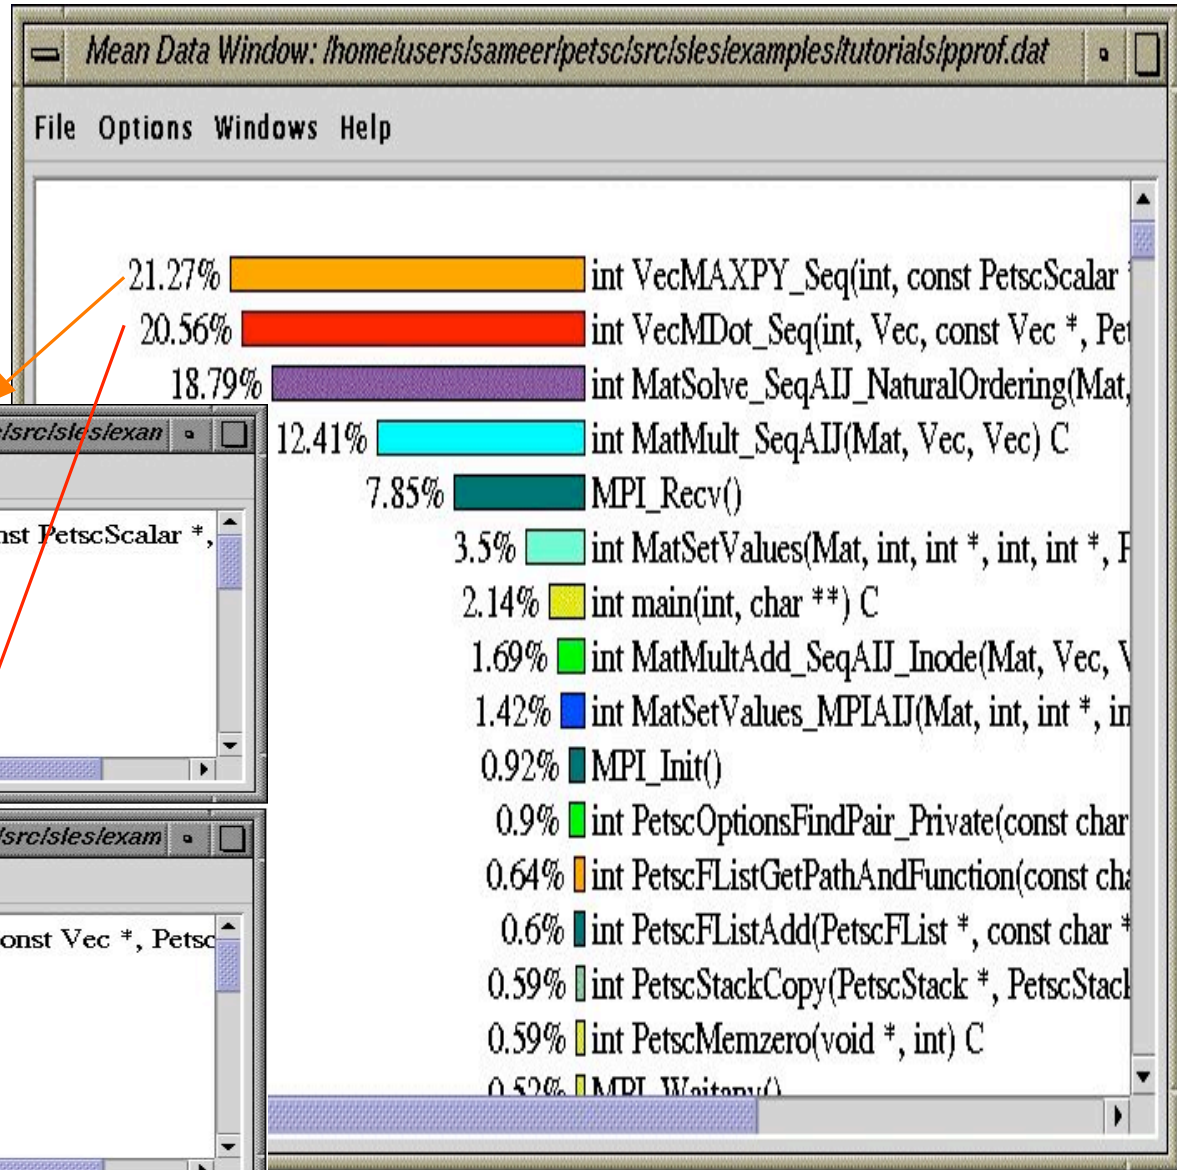 Mean Data Window: /home/users/sameer/petsc/src/sles/examples/tutorials/pprof.dat
File Options Windows Help
21.27% int VecMAXPY_Seq(int, const PetscScalar *
20.56% int VecMDot_Seq(int, Vec, const Vec *, Pet
18.79% int MatSolve_SeqAIJ_NaturalOrdering(Mat,
12.41% int MatMult_SeqAIJ(Mat, Vec, Vec) C
7.85% MPI_Recv()
3.5% int MatSetValues(Mat, int, int *, int, int *, P
2.14% int main(int, char **) C
1.69% int MatMultAdd_SeqAIJ_Inode(Mat, Vec, V
1.42% int MatSetValues_MPIAIJ(Mat, int, int *, in
0.92% MPI_Init()
0.9% int PetscOptionsFindPair_Private(const char
0.64% int PetscFListGetPathAndFunction(const cha
0.6% int PetscFListAdd(PetscFList *, const char *
0.59% int PetscStackCopy(PetscStack *, PetscStack
0.59% int PetscMemzero(void *, int) C
0.52% MPI_Waitany()
c/src/sles/exan
nst PetscScalar *,
/src/sles/exam
onst Vec *, Petsc